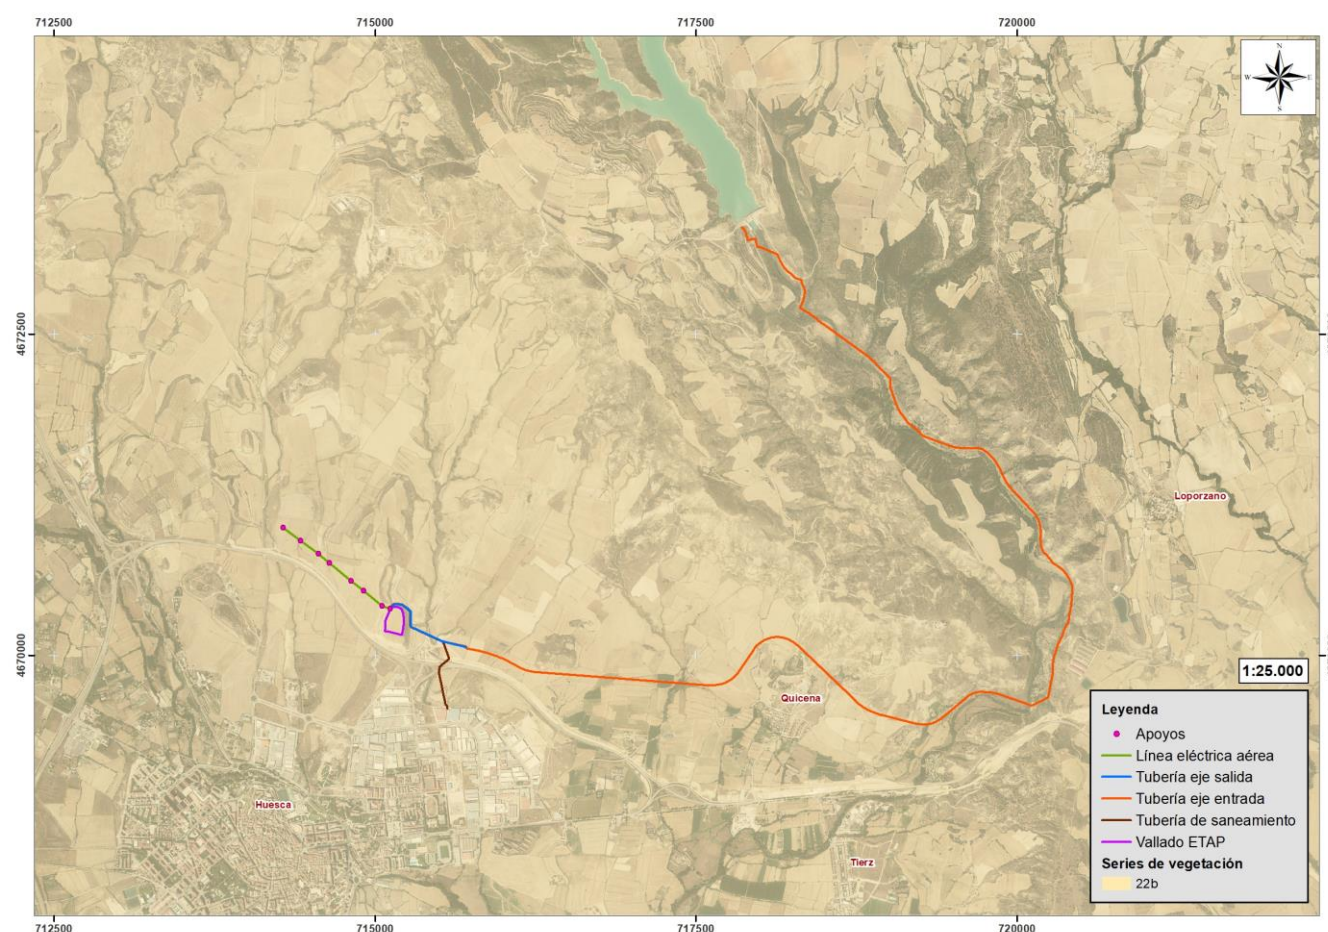 712500 715000 717500 720000
N
W E
S
4672500
Loporzano
4670000
1:25.000
Quicena
Leyenda
Apoyos
Línea eléctrica aérea
Tubería eje salida
Tubería eje entrada
Tubería de saneamiento
Vallado ETAP
Series de vegetación
22b
Huesca
Tierz
712500 715000 717500 720000